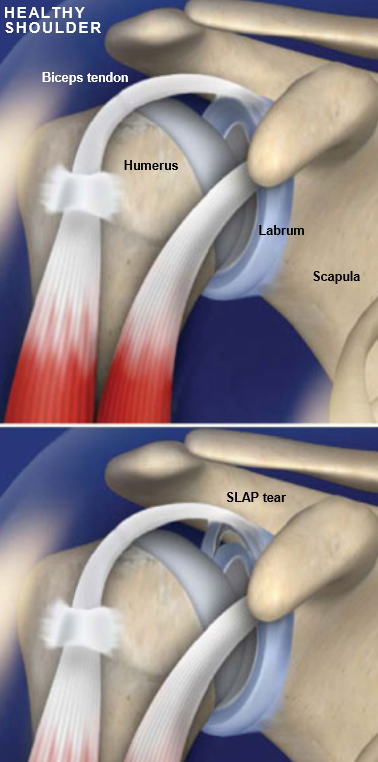 HEALTHY
SHOULDER
Biceps tendon
Humerus
Labrum
Scapula
SLAP tear